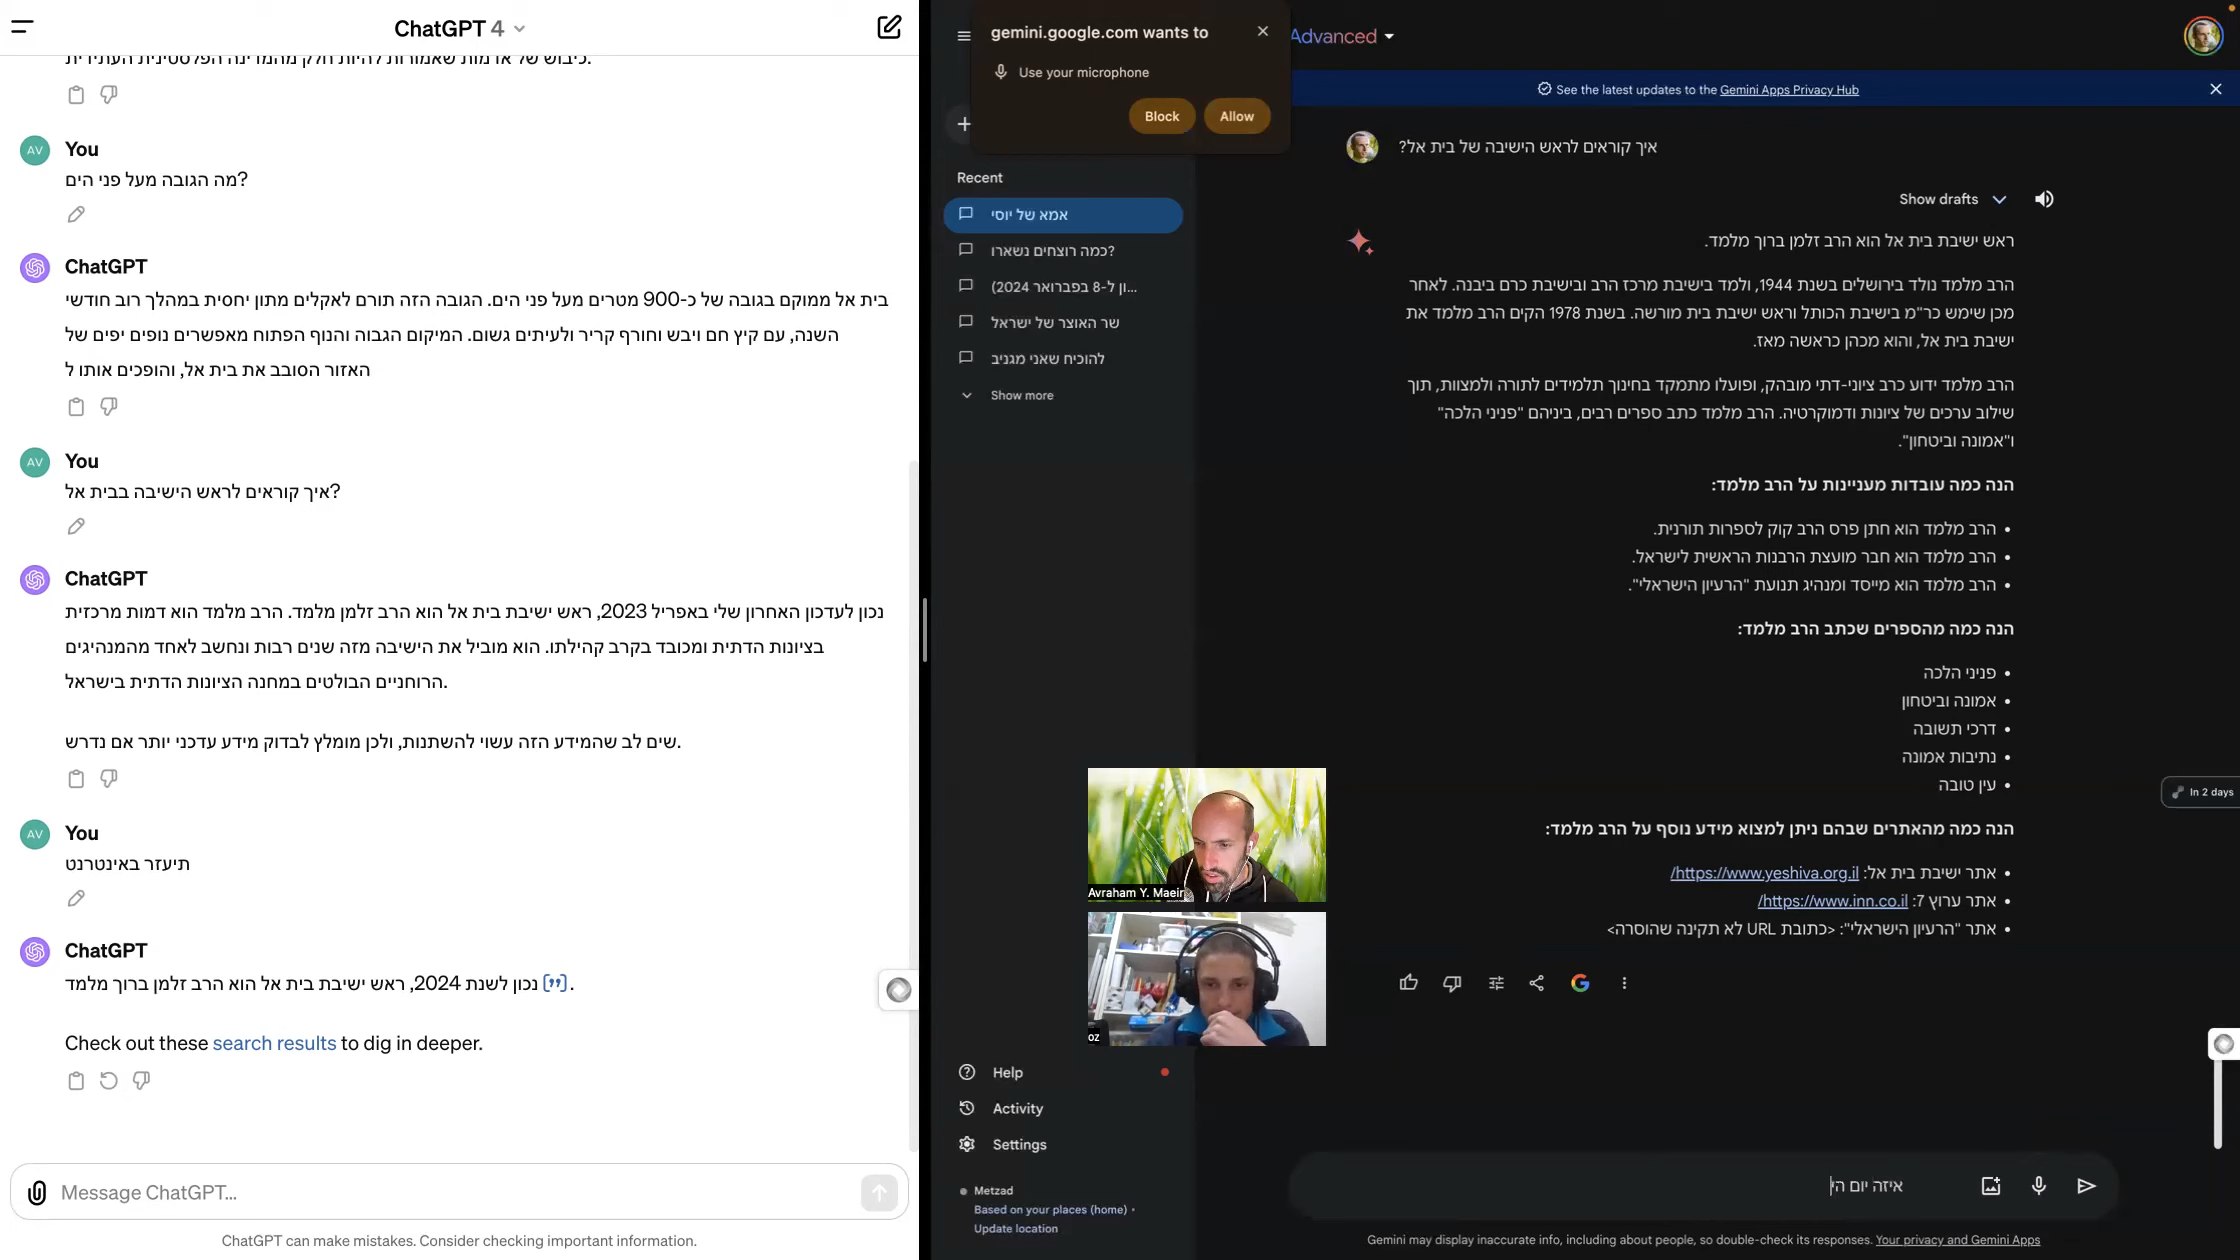 ChatGPT 4
כיבוש של אדמות שאמורות להיות חלק מהמדינה הפלסטינית העתידית.
AV
You
מה הגובה מעל פני הים?
ChatGPT
בית אל ממוקם בגובה של כ-900 מטרים מעל פני הים. הגובה הזה תורם לאקלים מתון יחסית במהלך רוב חודשי
השנה, עם קיץ חם ויבש וחורף קריר ולעיתים גשום. המיקום הגבוה והנוף הפתוח מאפשרים נופים יפים של
האזור הסובב את בית אל, והופכים אותו ל
AV
You
איך קוראים לראש הישיבה בבית אל?
ChatGPT
נכון לעדכון האחרון שלי באפריל 2023, ראש ישיבת בית אל הוא הרב זלמן מלמד. הרב מלמד הוא דמות מרכזית
בציונות הדתית ומכובד בקרב קהילתו. הוא מוביל את הישיבה מזה שנים רבות ונחשב לאחד מהמנהיגים
הרוחניים הבולטים במחנה הציונות הדתית בישראל.
שים לב שהמידע הזה עשוי להשתנות, ולכן מומלץ לבדוק מידע עדכני יותר אם נדרש.
AV
You
תיעזר באינטרנט
ChatGPT
נכון לשנת 2024, ראש ישיבת בית אל הוא הרב זלמן ברוך מלמד ["].
Check out these search results to dig in deeper.
Message ChatGPT...
ChatGPT can make mistakes. Consider checking important information.
gemini.google.com wants to
Use your microphone
Block
Allow
Advanced
See the latest updates to the Gemini Apps Privacy Hub
Recent
אמא של יוסי
כמה רוצחים נשארו?
(ון ל-8 בפברואר 2024...
שר האוצר של ישראל
להוכיח שאני מגניב
Show more
איך קוראים לראש הישיבה של בית אל?
Show drafts
ראש ישיבת בית אל הוא הרב זלמן ברוך מלמד.
הרב מלמד נולד בירושלים בשנת 1944, ולמד בישיבת מרכז הרב ובישיבת כרם ביבנה. לאחר
מכן שימש כר"מ בישיבת הכותל וראש ישיבת בית מורשה. בשנת 1978 הקים הרב מלמד את
ישיבת בית אל, והוא מכהן כראשה מאז.
הרב מלמד ידוע כרב ציוני-דתי מובהק, ופועלו מתמקד בחינוך תלמידים לתורה ולמצוות, תוך
שילוב ערכים של ציונות ודמוקרטיה. הרב מלמד כתב ספרים רבים, ביניהם "פניני הלכה"
ו"אמונה וביטחון".
הנה כמה עובדות מעניינות על הרב מלמד:
• הרב מלמד הוא חתן פרס הרב קוק לספרות תורנית.
• הרב מלמד הוא חבר מועצת הרבנות הראשית לישראל.
• הרב מלמד הוא מייסד ומנהיג תנועת "הרעיון הישראלי".
הנה כמה מהספרים שכתב הרב מלמד:
• פניני הלכה
• אמונה וביטחון
• דרכי תשובה
• נתיבות אמונה
• עין טובה
הנה כמה מהאתרים שבהם ניתן למצוא מידע נוסף על הרב מלמד:
• אתר ישיבת בית אל: https://www.yeshiva.org.il/
• אתר ערוץ 7: https://www.inn.co.il/
• אתר "הרעיון הישראלי": <כתובת URL לא תקינה שהוסרה>
In 2 days
Avraham Y. Maeir
oz
Help
Activity
Settings
Metzad
Based on your places (home) •
Update location
איזה יום הי
Gemini may display inaccurate info, including about people, so double-check its responses. Your privacy and Gemini Apps